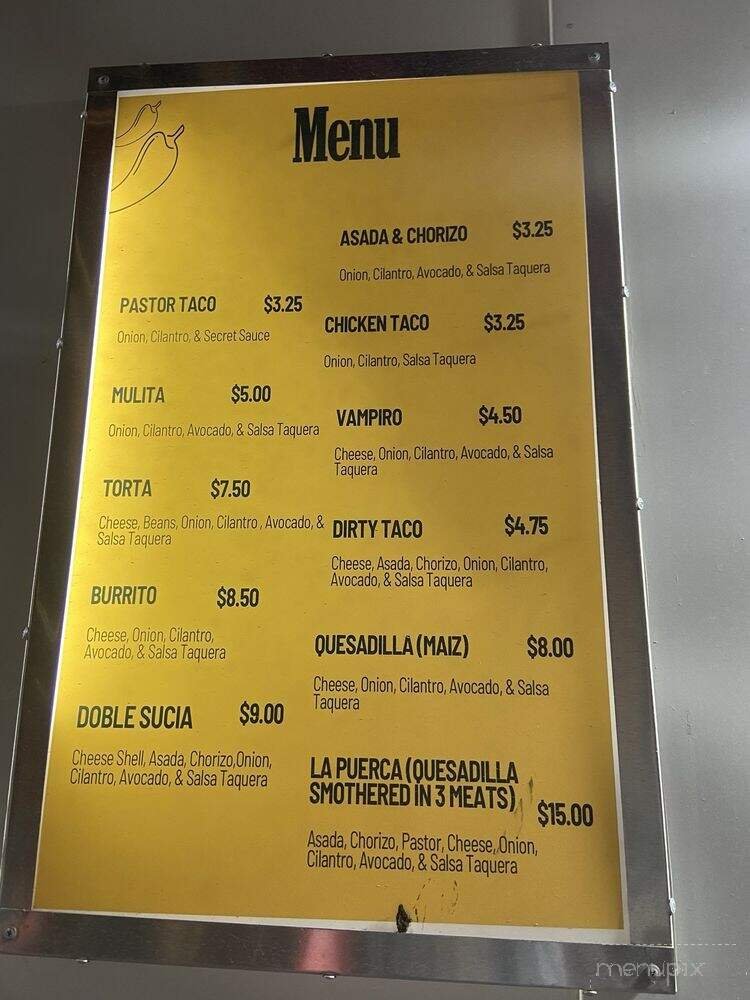 Menu
PASTOR TACO $3.25
Onion, Cilantro, & Secret Sauce
MULITA $5.00
Onion, Cilantro, Avocado, & Salsa Taquera
TORTA $7.50
Cheese, Beans, Onion, Cilantro , Avocado, &
Salsa Taquera
BURRITO $8.50
Cheese, Onion, Cilantro,
Avocado, & Salsa Taquera
DOBLE SUCIA $9.00
Cheese Shell, Asada, Chorizo,Onion,
Cilantro, Avocado, & Salsa Taquera
ASADA & CHORIZO $3.25
Onion, Cilantro, Avocado, & Salsa Taquera
CHICKEN TACO $3.25
Onion, Cilantro, Salsa Taquera
VAMPIRO $4.50
Cheese, Onion, Cilantro, Avocado, & Salsa
Taquera
DIRTY TACO $4.75
Cheese, Asada, Chorizo, Onion, Cilantro,
Avocado, & Salsa Taquera
QUESADILLA (MAIZ) $8.00
Cheese, Onion, Cilantro, Avocado, & Salsa
Taquera
LA PUERCA (QUESADILLA
SMOTHERED IN 3 MEATS) $15.00
Asada, Chorizo, Pastor, Cheese, Onion,
Cilantro, Avocado, & Salsa Taquera
menupix